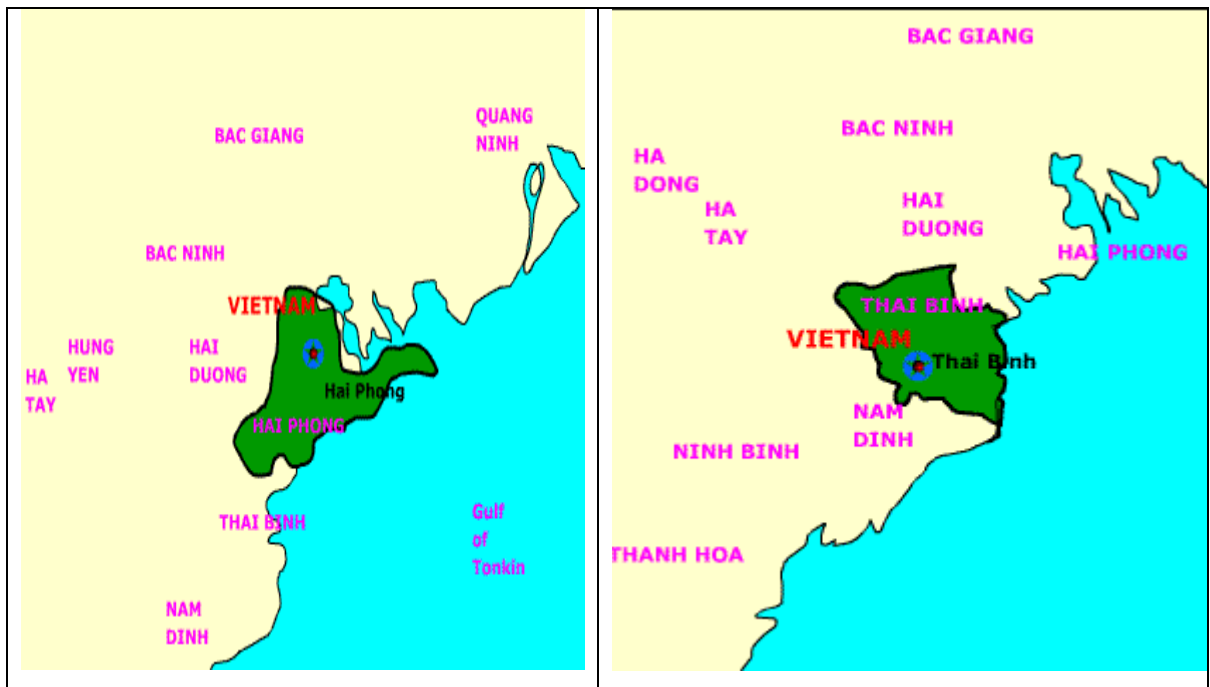 QUANG
NINH
BAC GIANG
BAC NINH
VIETNAM
HUNG
YEN
HAI
DUONG
HA
TAY
Hai Phong
HAI PHONG
THAI BINH
Gulf
of
Tonkin
NAM
DINH
BAC GIANG
BAC NINH
HA
DONG
HA
TAY
HAI
DUONG
HAI PHONG
THAI BINH
VIETNAM
Thai Binh
NAM
DINH
NINH BINH
THANH HOA